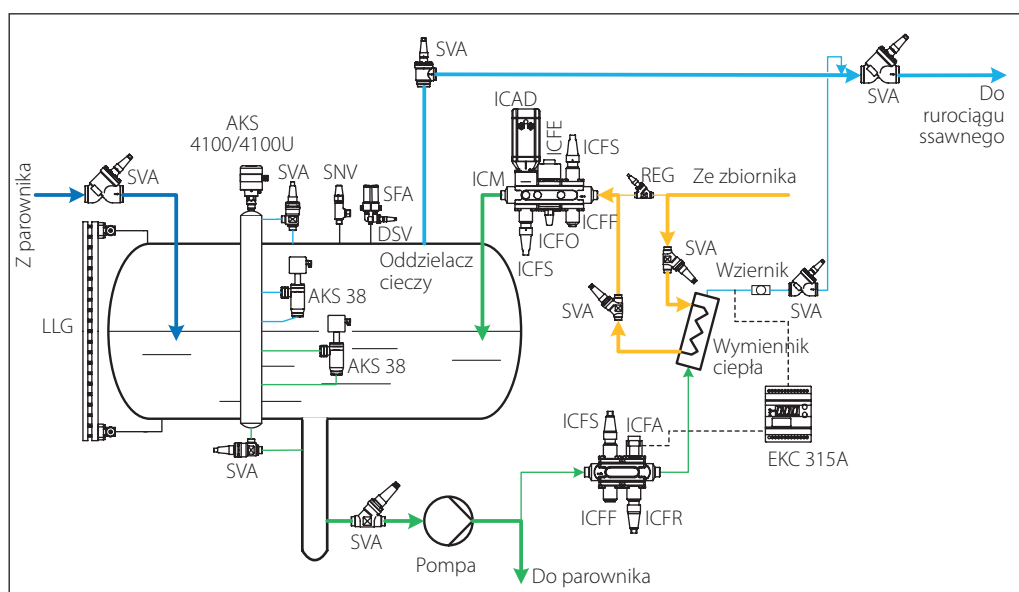 SVA
SVA
Do
rurociągu
ssawnego
ICAD
ICFE
ICFS
AKS
4100/4100U
SVA
SVA
SNV
SFA
ICM
REG
Ze zbiornika
Z parownika
DSV
ICFF
ICFO
ICFS
Oddzielacz
cieczy
SVA
Wziernik
AKS 38
SVA
SVA
LLG
Wymiennik
ciepła
AKS 38
ICFS
ICFA
SVA
EKC 315A
ICFF
ICFR
SVA
Pompa
Do parownika